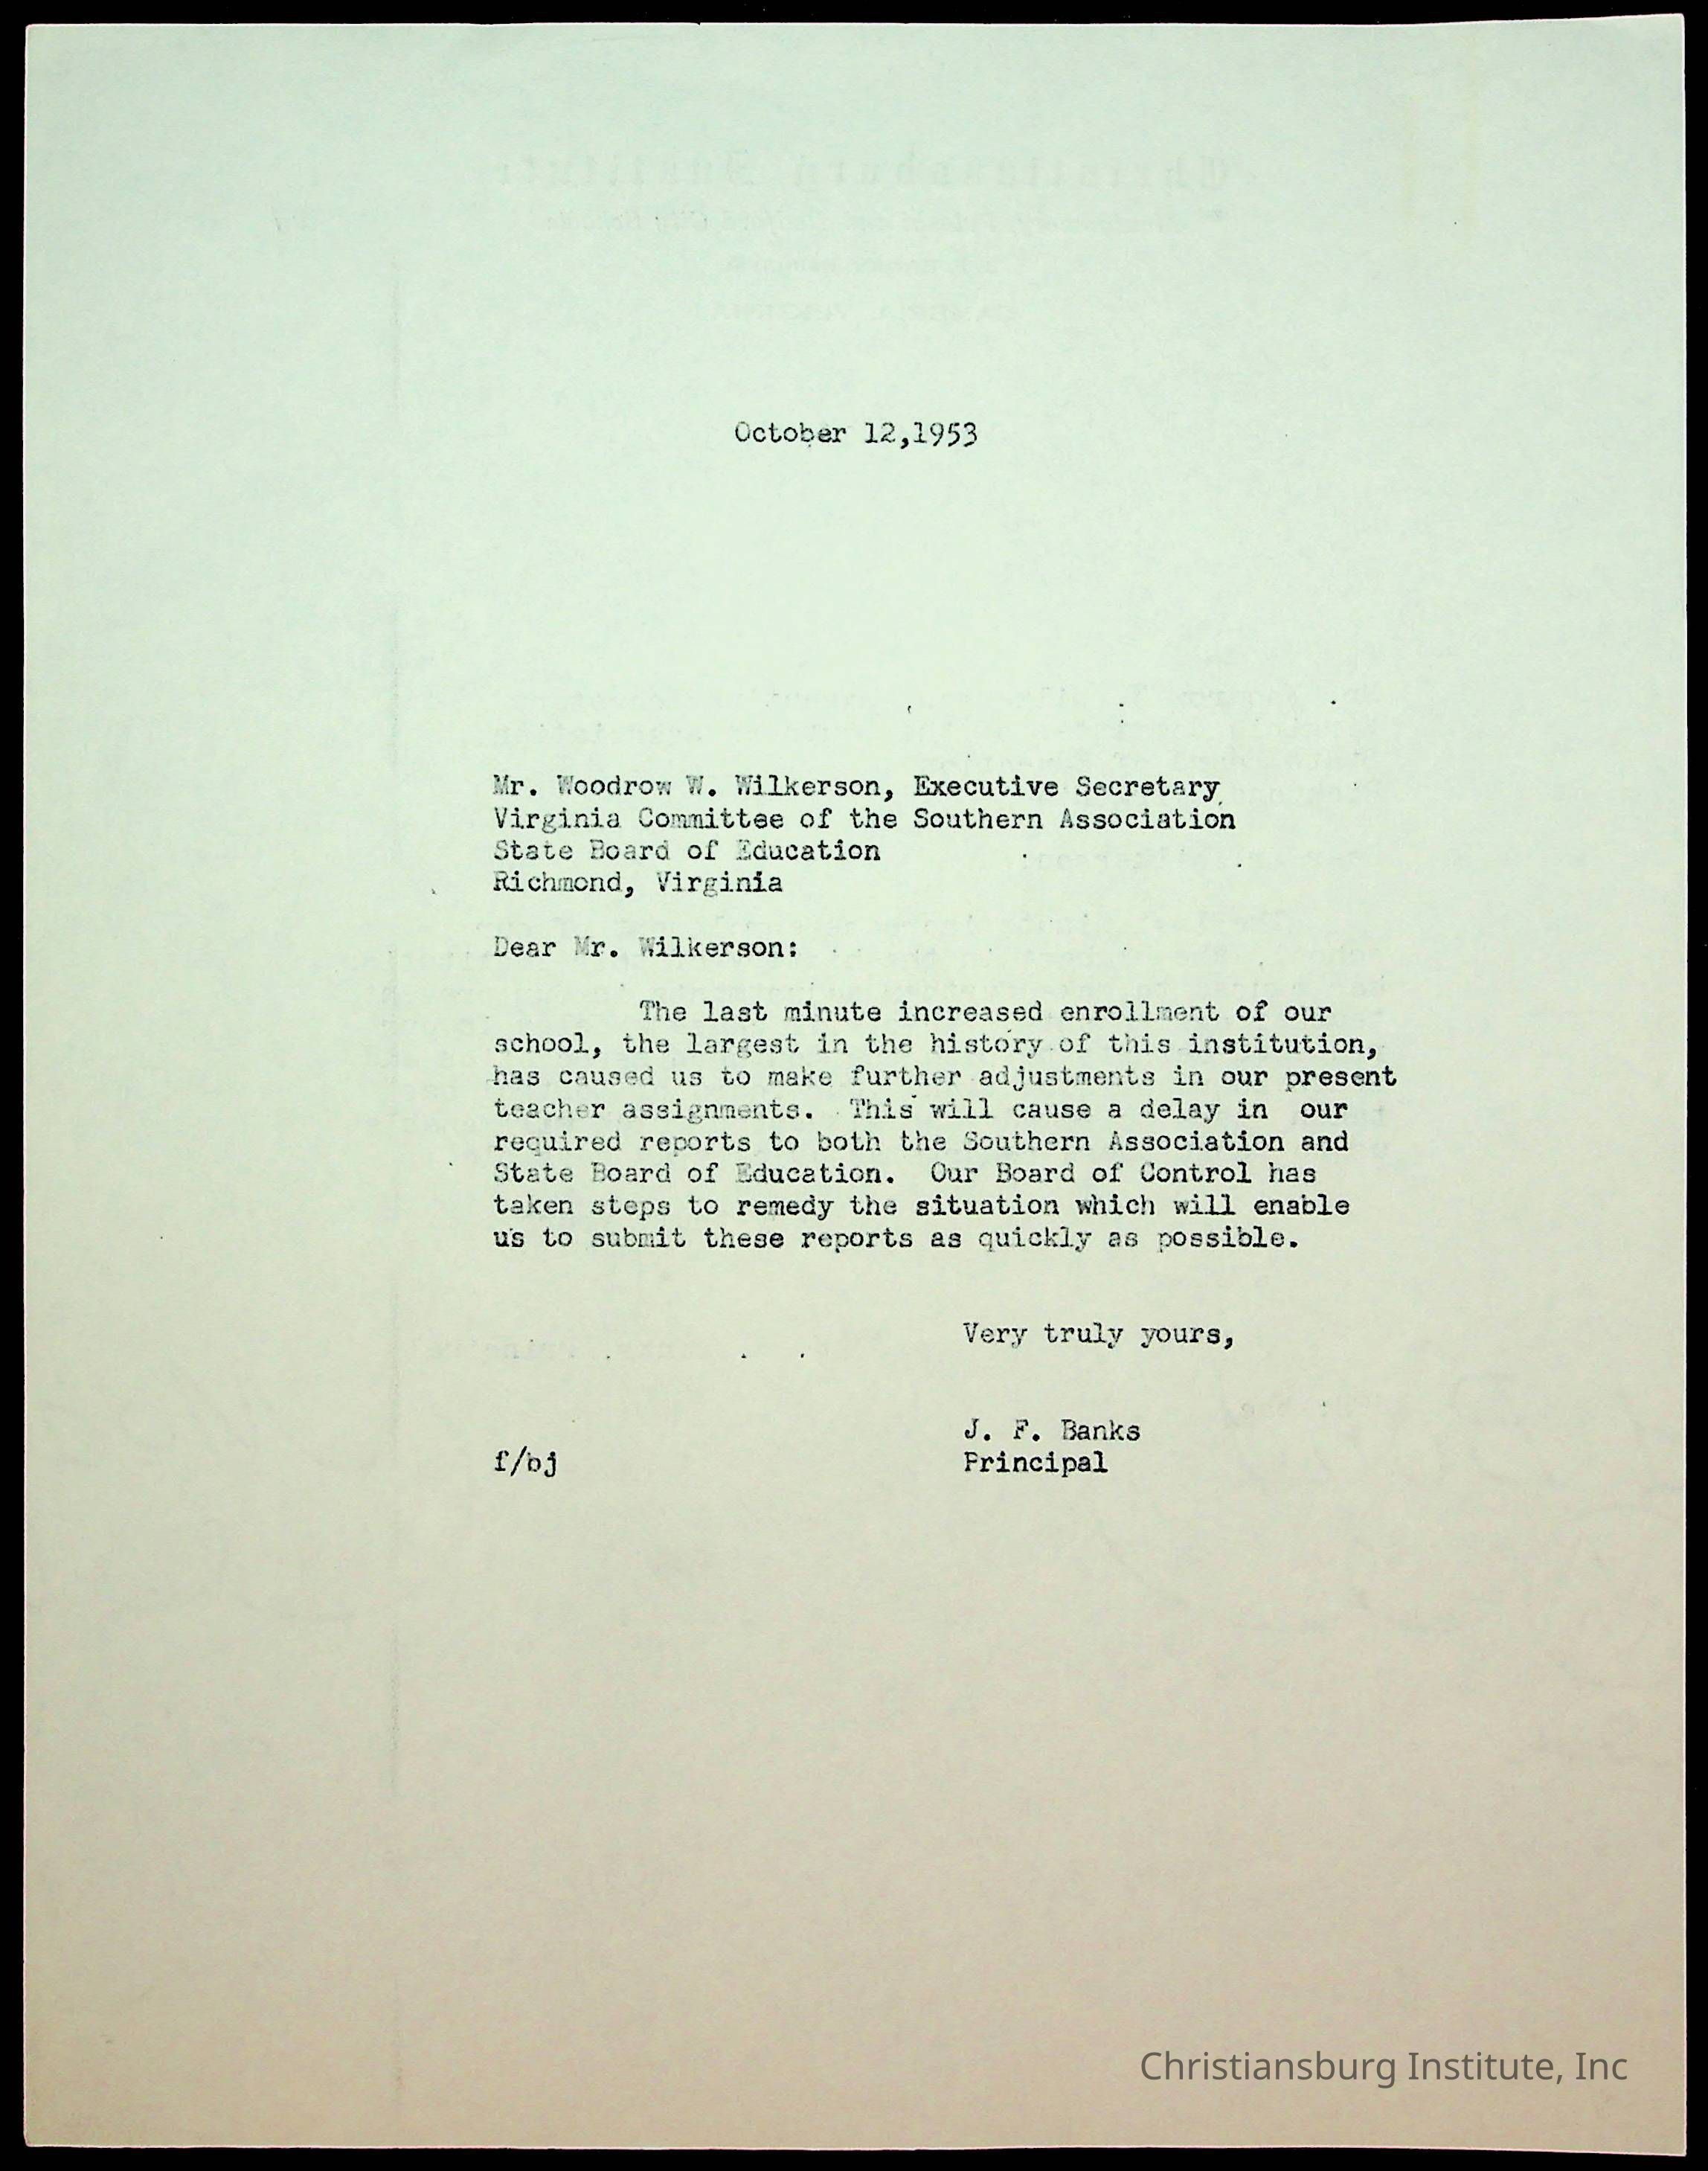 October 12,1953
Mr. Woodrow W. Wilkerson, Executive Secretary
Virginia Committee of the Southern Association
State Board of Education
Richmond, Virginia
Dear Mr. Wilkerson:
The last minute increased enrollment of our
school, the largest in the history of this institution,
has caused us to make further adjustments in our present
teacher assignments. This will cause a delay in our
required reports to both the Southern Association and
State Board of Education. Our Board of Control has
taken steps to remedy the situation which will enable
us to submit these reports as quickly as possible.
Very truly yours,
J. F. Banks
f/bj Principal
Christiansburg Institute, Inc